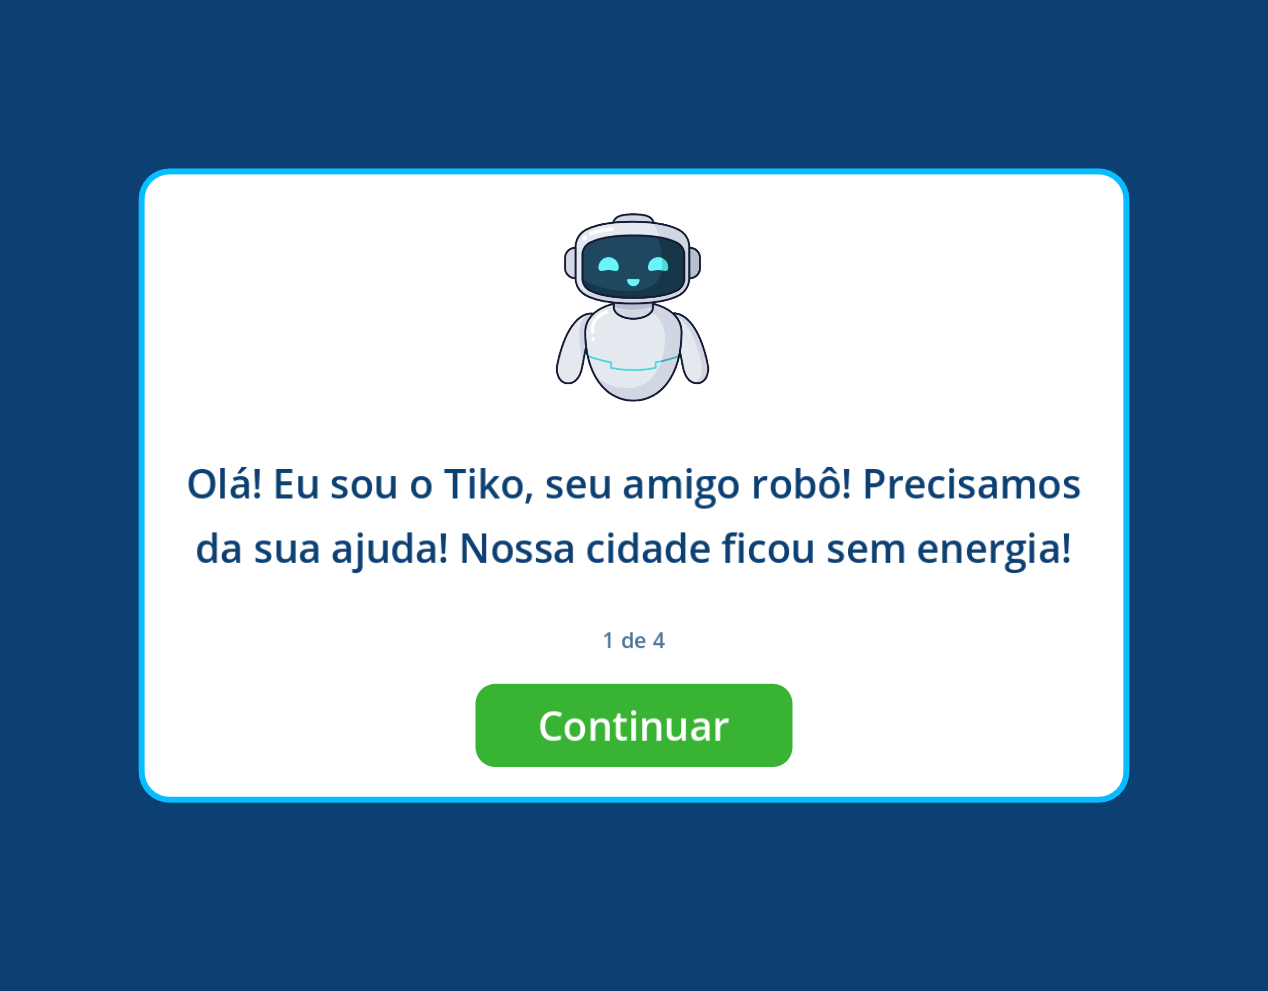 Olá! Eu sou o Tiko, seu amigo robô! Precisamos
da sua ajuda! Nossa cidade ficou sem energia!
1 de 4
Continuar